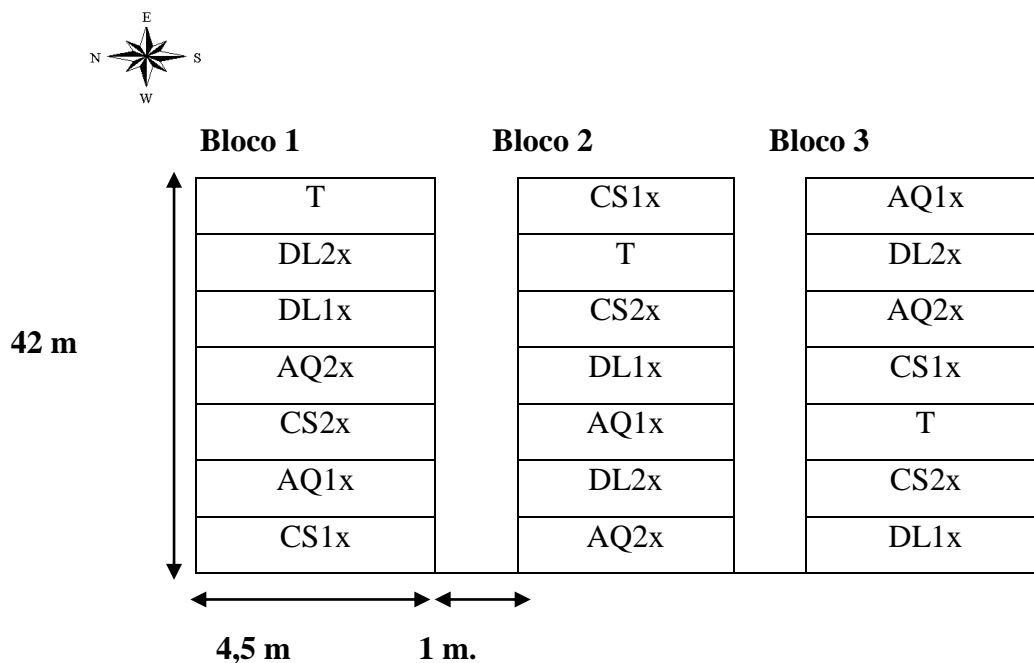 E
N S
W
Bloco 1 Bloco 2 Bloco 3
T CS1x AQ1x
DL2x T DL2x
DL1x CS2x AQ2x
42 m
AQ2x DL1x CS1x
CS2x AQ1x T
AQ1x DL2x CS2x
CS1x AQ2x DL1x
4,5 m 1 m.